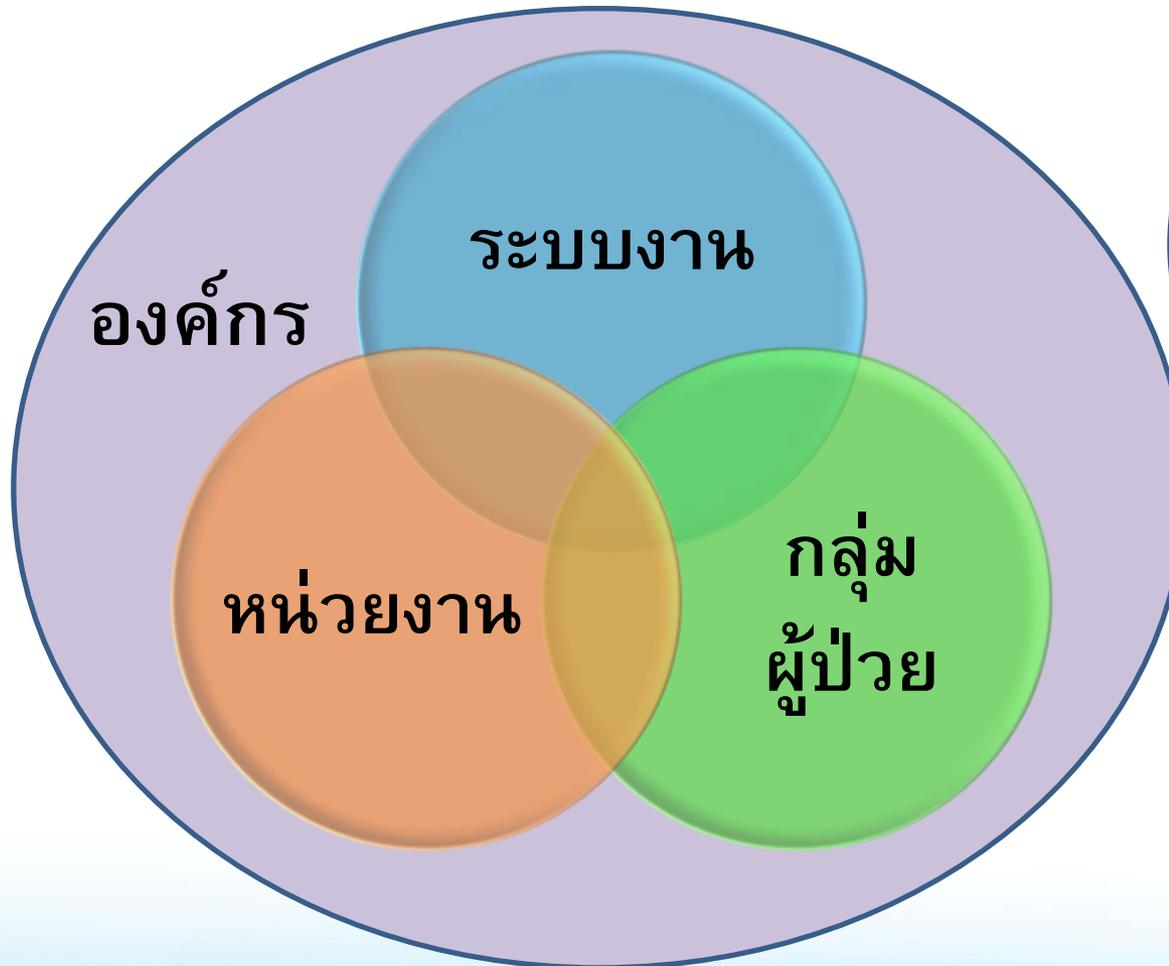 ระบบงาน
องค์กร
หน่วยงาน
กลุ่ม
ผู้ป่วย